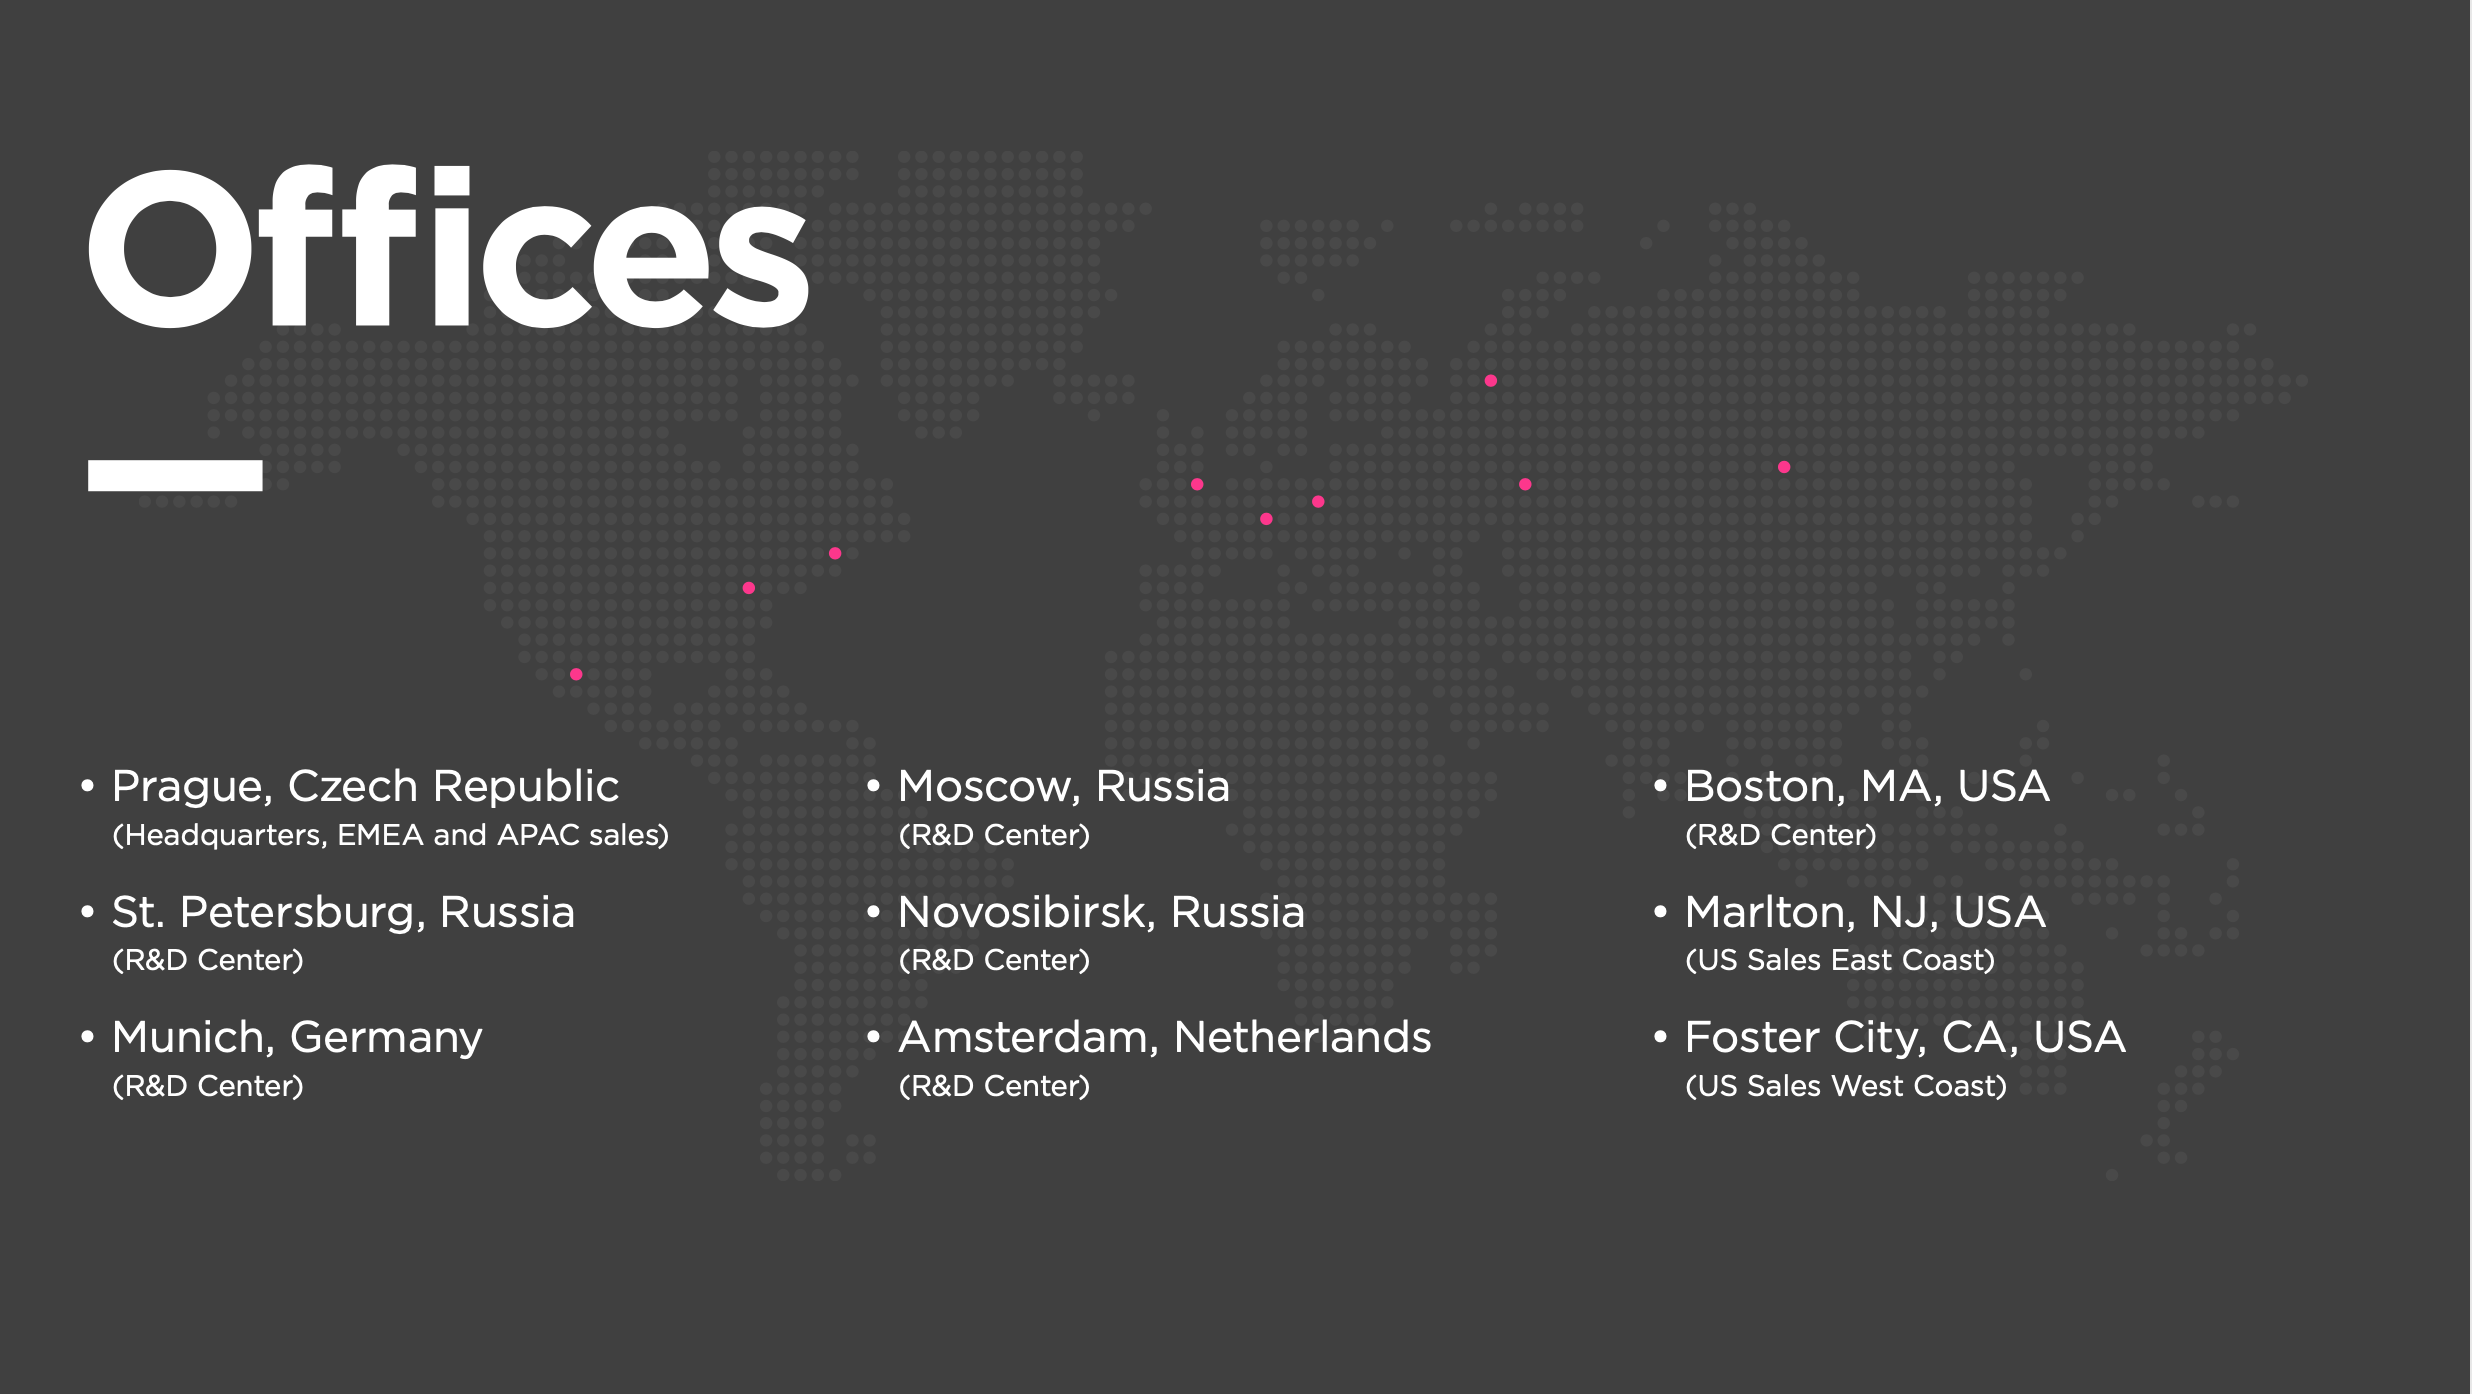 Offices
• Prague, Czech Republic
(Headquarters, EMEA and APAC sales)
• St. Petersburg, Russia
(R&D Center)
• Munich, Germany
(R&D Center)
• Moscow, Russia
(R&D Center)
• Novosibirsk, Russia
(R&D Center)
• Amsterdam, Netherlands
(R&D Center)
• Boston, MA, USA
(R&D Center)
• Marlton, NJ, USA
(US Sales East Coast)
• Foster City, CA, USA
(US Sales West Coast)